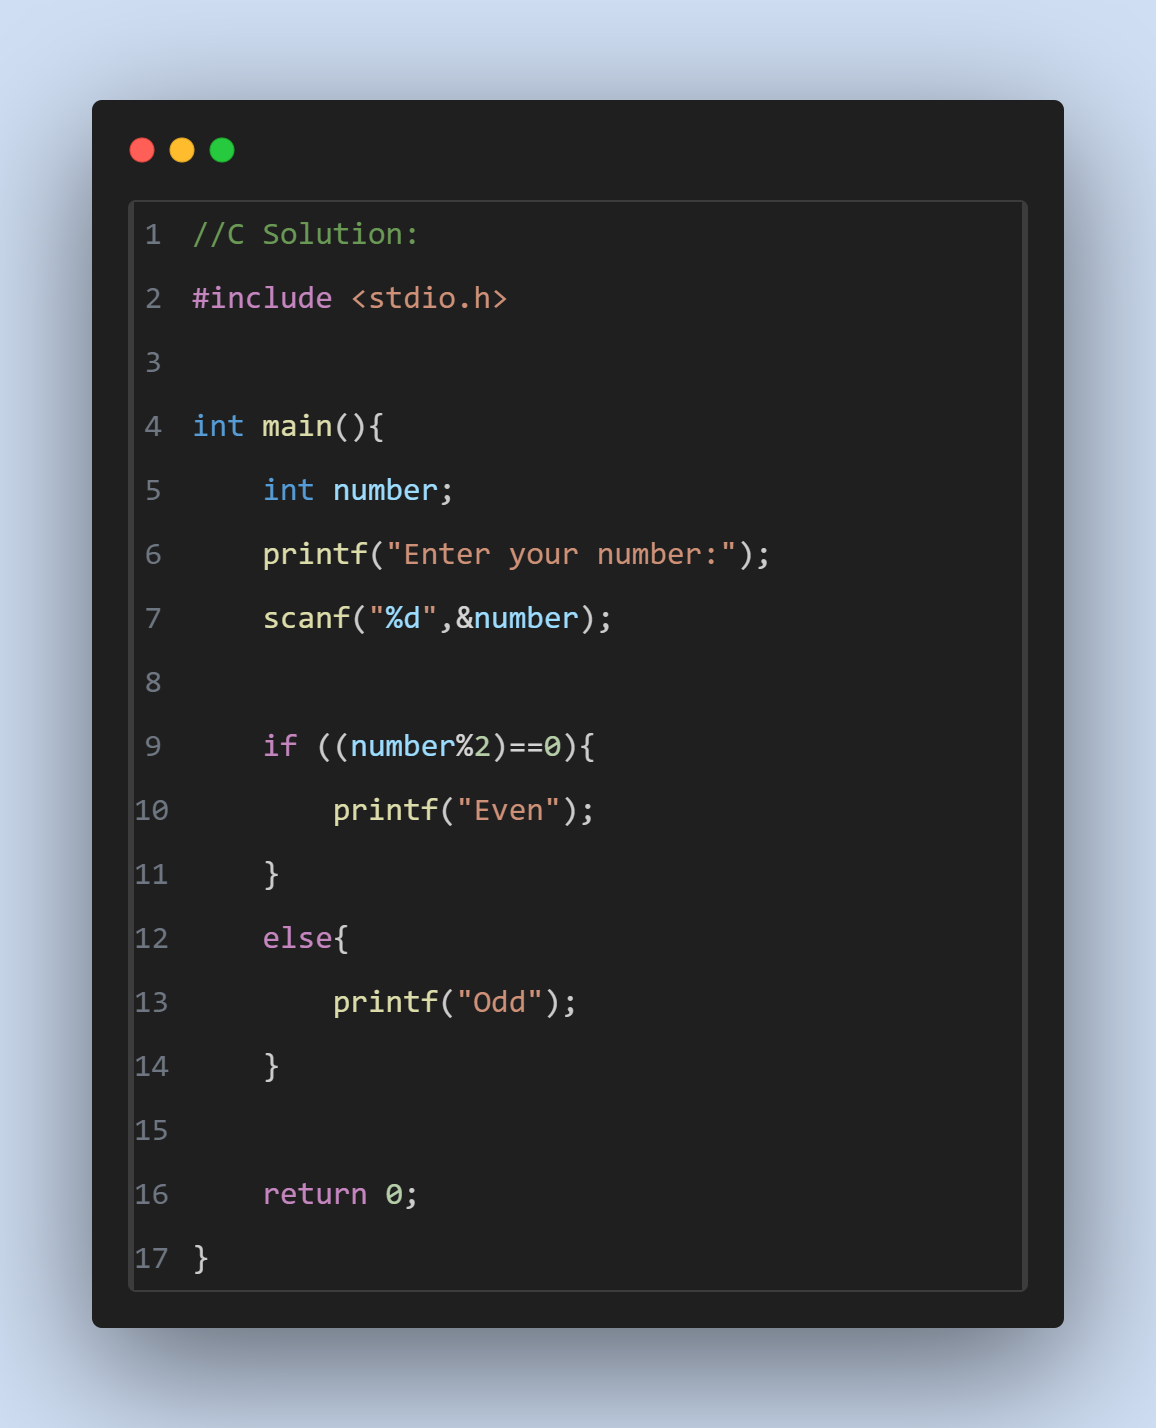 1 //C Solution:
2 #include <stdio.h>
3
4 int main(){
5     int number;
6     printf("Enter your number:");
7     scanf("%d",&number);
8
9     if ((number%2)==0){
10         printf("Even");
11     }
12     else{
13         printf("Odd");
14     }
15
16     return 0;
17 }